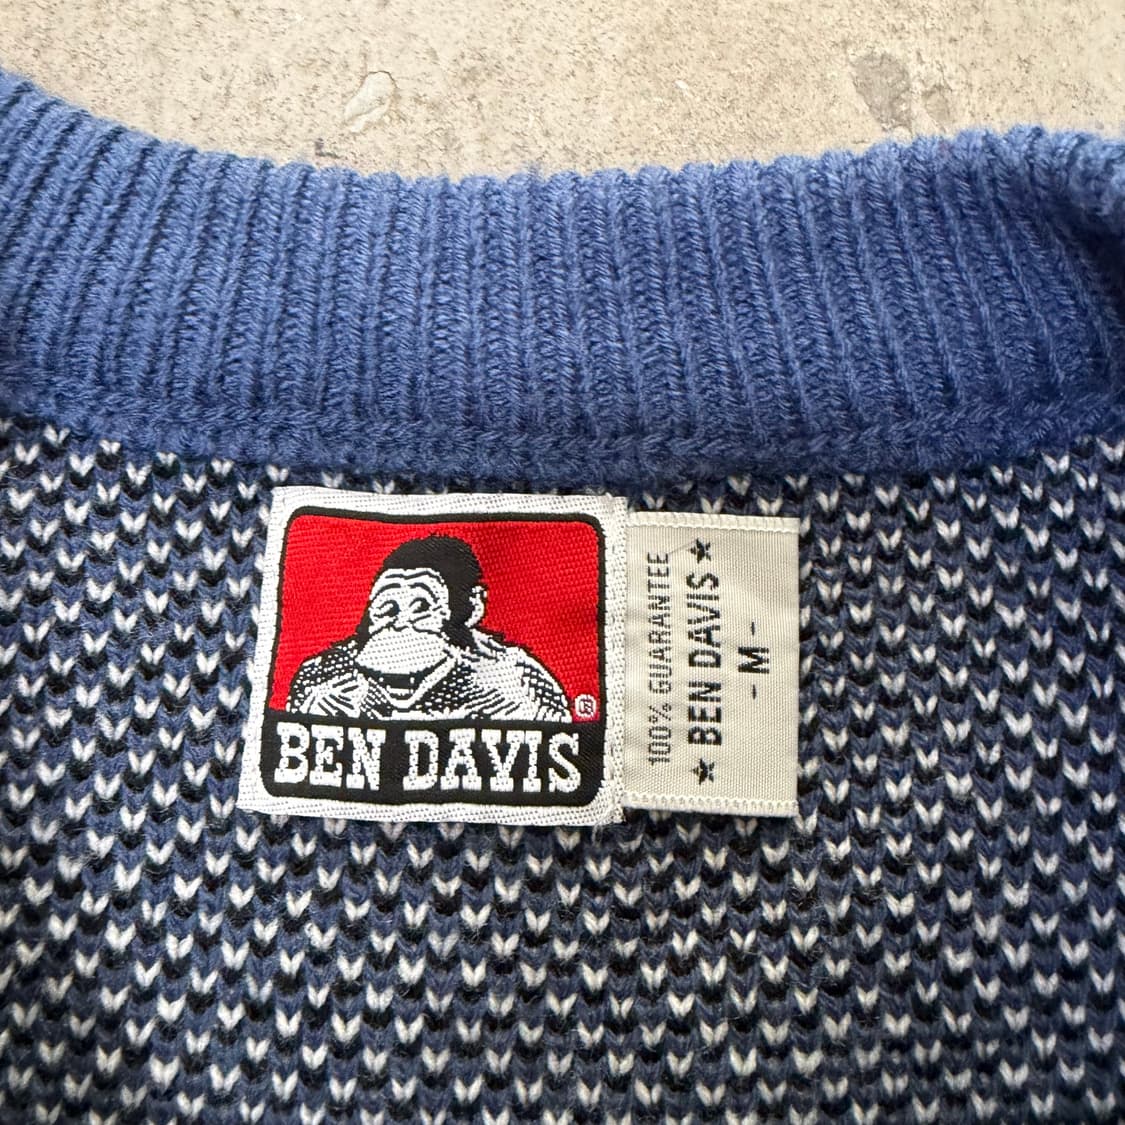 ®
BEN DAVIS
100% GUARANTEE
★ BEN DAVIS ★
- M -